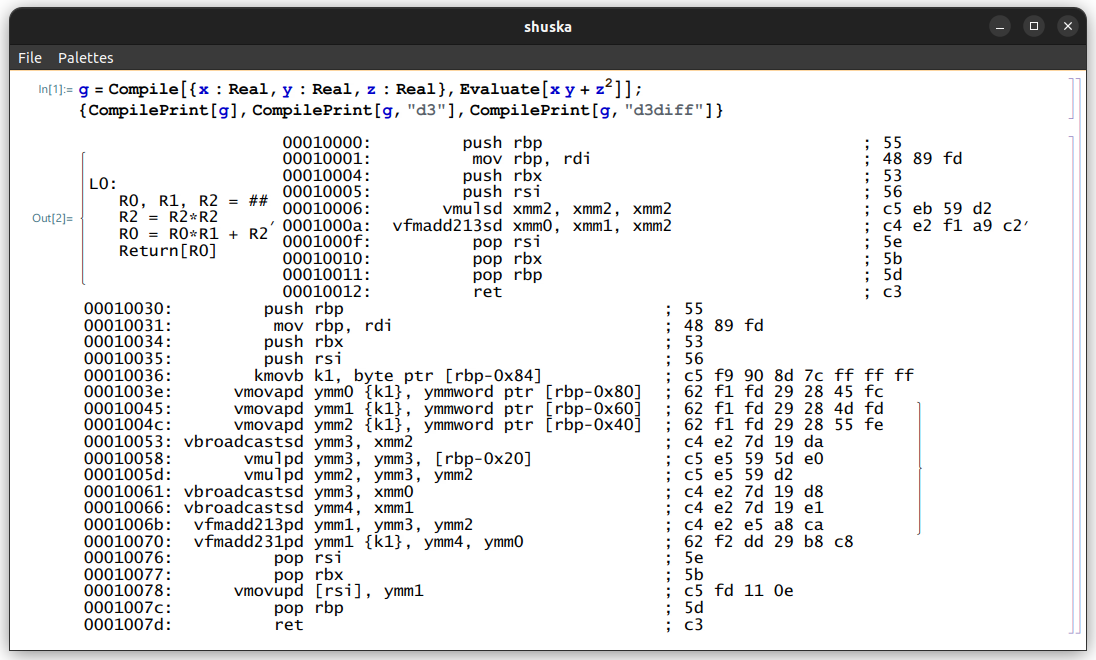 shuska
File Palettes
In[1]:= g = Compile[{x : Real, y : Real, z : Real}, Evaluate[x y + z²]];
{CompilePrint[g], CompilePrint[g, "d3"], CompilePrint[g, "d3diff"]}
Out[2]=
{
L0:
R0, R1, R2 = ##
R2 = R2*R2
R0 = R0*R1 + R2
Return[R0]
,
00010000: push rbp ; 55
00010001: mov rbp, rdi ; 48 89 fd
00010004: push rbx ; 53
00010005: push rsi ; 56
00010006: vmulsd xmm2, xmm2, xmm2 ; c5 eb 59 d2
0001000a: vfmadd213sd xmm0, xmm1, xmm2 ; c4 e2 f1 a9 c2
0001000f: pop rsi ; 5e
00010010: pop rbx ; 5b
00010011: pop rbp ; 5d
00010012: ret ; c3
,
00010030: push rbp ; 55
00010031: mov rbp, rdi ; 48 89 fd
00010034: push rbx ; 53
00010035: push rsi ; 56
00010036: kmovb k1, byte ptr [rbp-0x84] ; c5 f9 90 8d 7c ff ff ff
0001003e: vmovapd ymm0 {k1}, ymmword ptr [rbp-0x80] ; 62 f1 fd 29 28 45 fc
00010045: vmovapd ymm1 {k1}, ymmword ptr [rbp-0x60] ; 62 f1 fd 29 28 4d fd
0001004c: vmovapd ymm2 {k1}, ymmword ptr [rbp-0x40] ; 62 f1 fd 29 28 55 fe
00010053: vbroadcastsd ymm3, xmm2 ; c4 e2 7d 19 da
00010058: vmulpd ymm3, ymm3, [rbp-0x20] ; c5 e5 59 5d e0
0001005d: vmulpd ymm2, ymm3, ymm2 ; c5 e5 59 d2
00010061: vbroadcastsd ymm3, xmm0 ; c4 e2 7d 19 d8
00010066: vbroadcastsd ymm4, xmm1 ; c4 e2 7d 19 e1
0001006b: vfmadd213pd ymm1, ymm3, ymm2 ; c4 e2 e5 a8 ca
00010070: vfmadd231pd ymm1 {k1}, ymm4, ymm0 ; 62 f2 dd 29 b8 c8
00010076: pop rsi ; 5e
00010077: pop rbx ; 5b
00010078: vmovupd [rsi], ymm1 ; c5 fd 11 0e
0001007c: pop rbp ; 5d
0001007d: ret ; c3
}